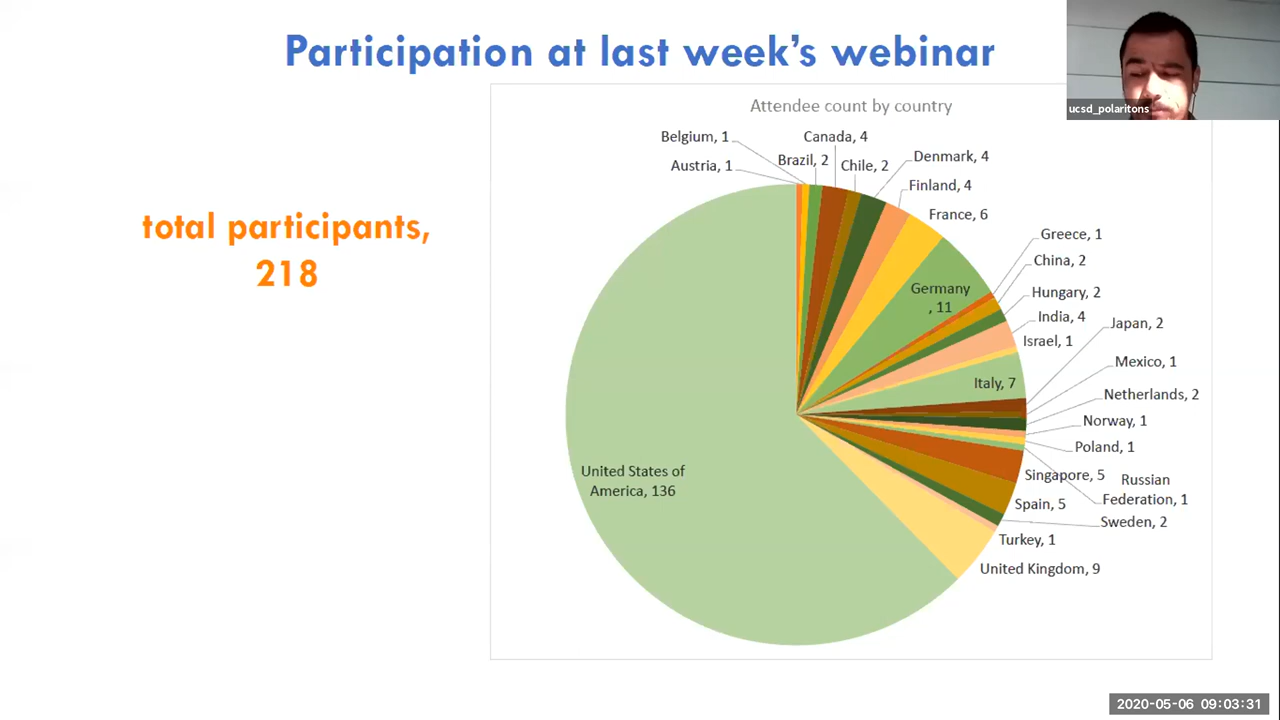 Participation at last week's webinar
ucsd_polaritons
total participants,
218
Attendee count by country
Belgium, 1
Canada, 4
Austria, 1
Brazil, 2
Chile, 2
Denmark, 4
Finland, 4
France, 6
Greece, 1
China, 2
Germany
, 11
Hungary, 2
India, 4
Japan, 2
Israel, 1
Mexico, 1
Italy, 7
Netherlands, 2
Norway, 1
Poland, 1
Singapore, 5
Russian
Federation, 1
Spain, 5
Sweden, 2
Turkey, 1
United Kingdom, 9
United States of
America, 136
2020-05-06 09:03:31